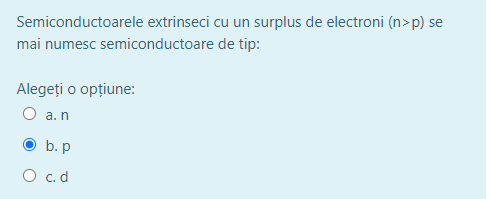 Semiconductoarele extrinseci cu un surplus de electroni (n>p) se
mai numesc semiconductoare de tip:
Alegeți o opțiune:
a. n
b. p
c. d